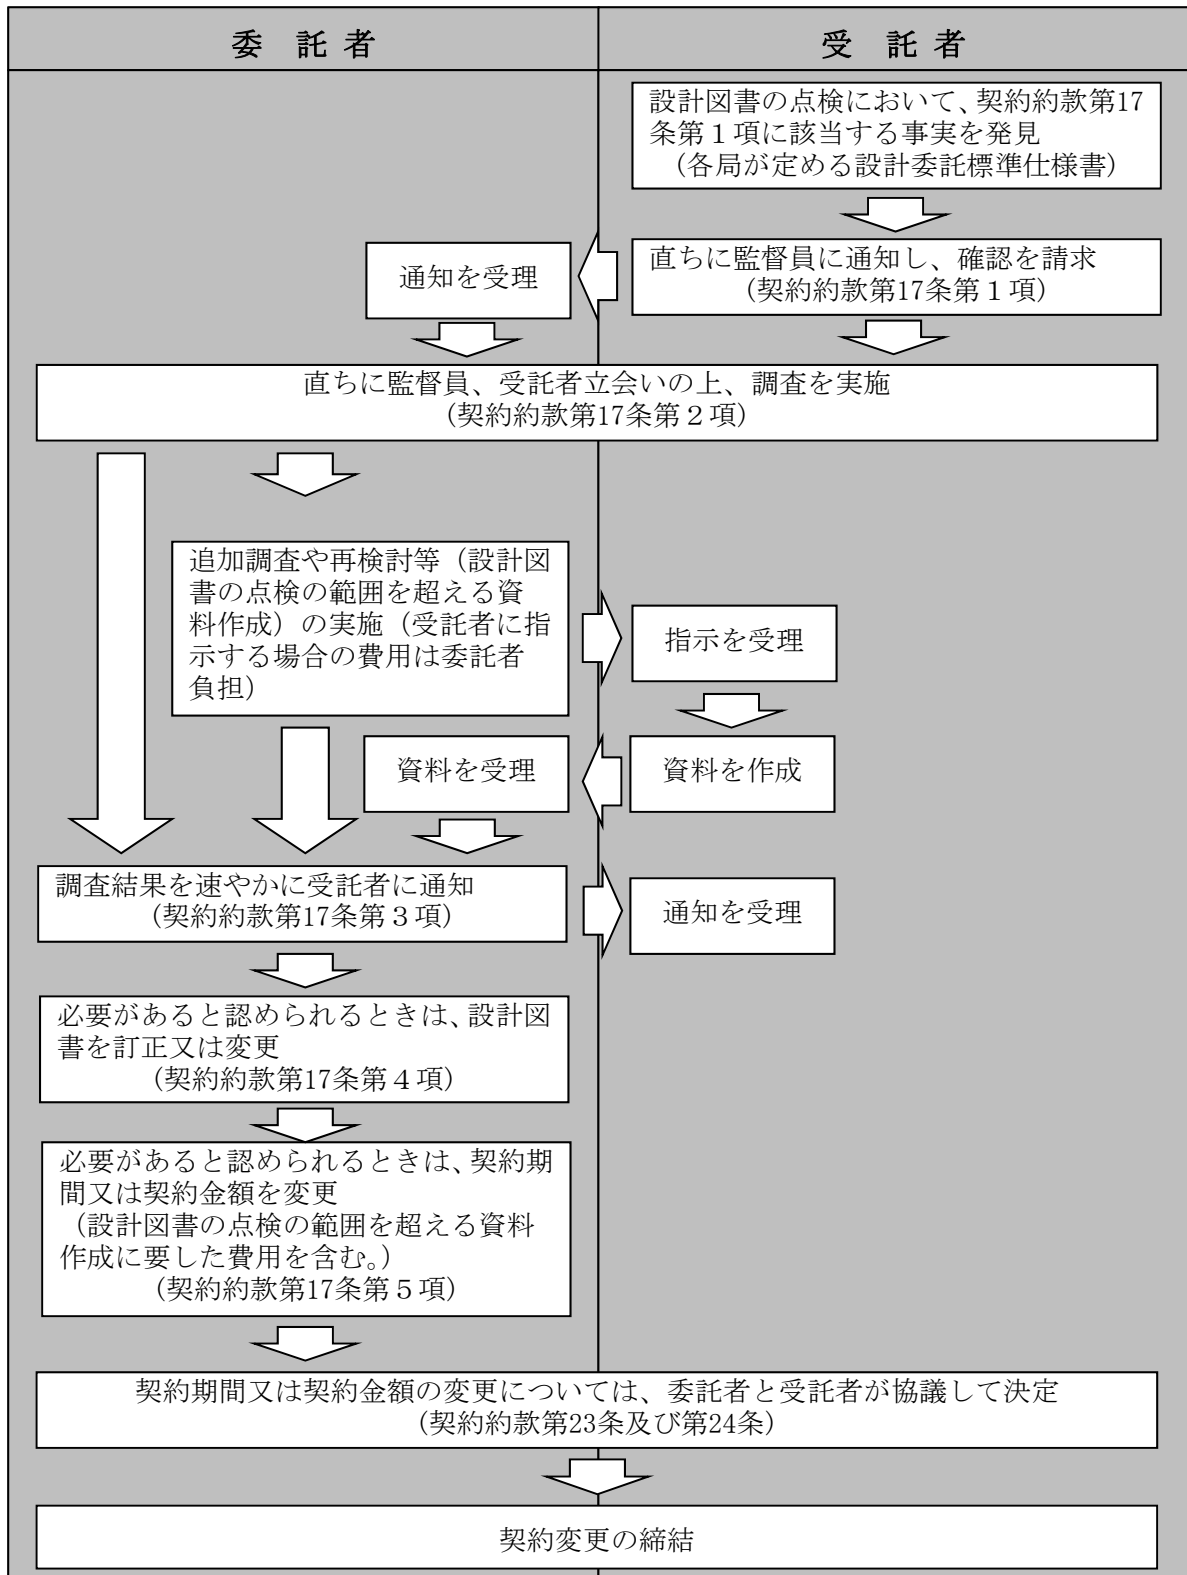 委 託 者
受 託 者
設計図書の点検において、契約約款第17
条第１項に該当する事実を発見
（各局が定める設計委託標準仕様書）
直ちに監督員に通知し、確認を請求
（契約約款第17条第１項）
通知を受理
直ちに監督員、受託者立会いの上、調査を実施
（契約約款第17条第２項）
追加調査や再検討等（設計図
書の点検の範囲を超える資
料作成）の実施（受託者に指
示する場合の費用は委託者
負担）
指示を受理
資料を作成
資料を受理
調査結果を速やかに受託者に通知
（契約約款第17条第３項）
通知を受理
必要があると認められるときは、設計図
書を訂正又は変更
（契約約款第17条第４項）
必要があると認められるときは、契約期
間又は契約金額を変更
（設計図書の点検の範囲を超える資料
作成に要した費用を含む。）
（契約約款第17条第５項）
契約期間又は契約金額の変更については、委託者と受託者が協議して決定
（契約約款第23条及び第24条）
契約変更の締結